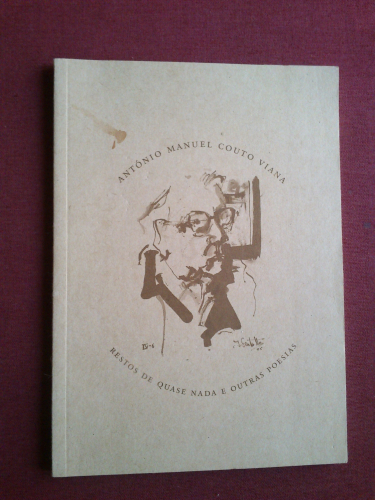 ANTÓNIO MANUEL COUTO VIANA
RESTOS DE QUASE NADA E OUTRAS POESIAS